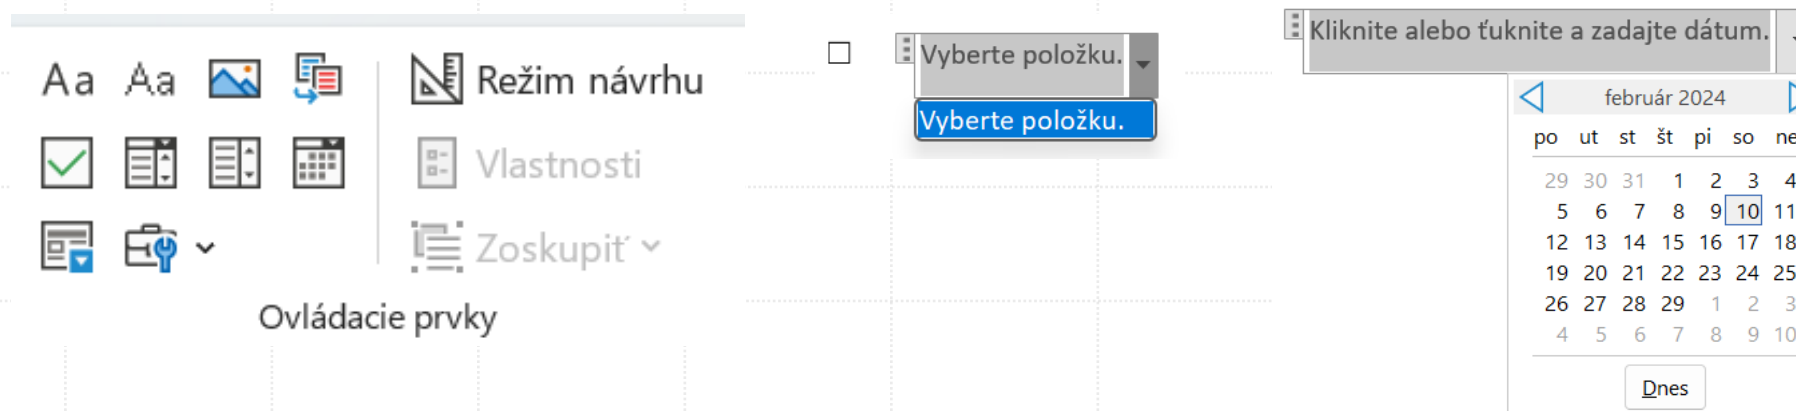 Aa Aa
Režim návrhu
Vlastnosti
Zoskupiť
Ovládacie prvky
Vyberte položku.
Vyberte položku.
Kliknite alebo ťuknite a zadajte dátum.
február 2024
po ut st št pi so ne
29 30 31 1 2 3 4
5 6 7 8 9 10 11
12 13 14 15 16 17 18
19 20 21 22 23 24 25
26 27 28 29 1 2 3
4 5 6 7 8 9 10
Dnes